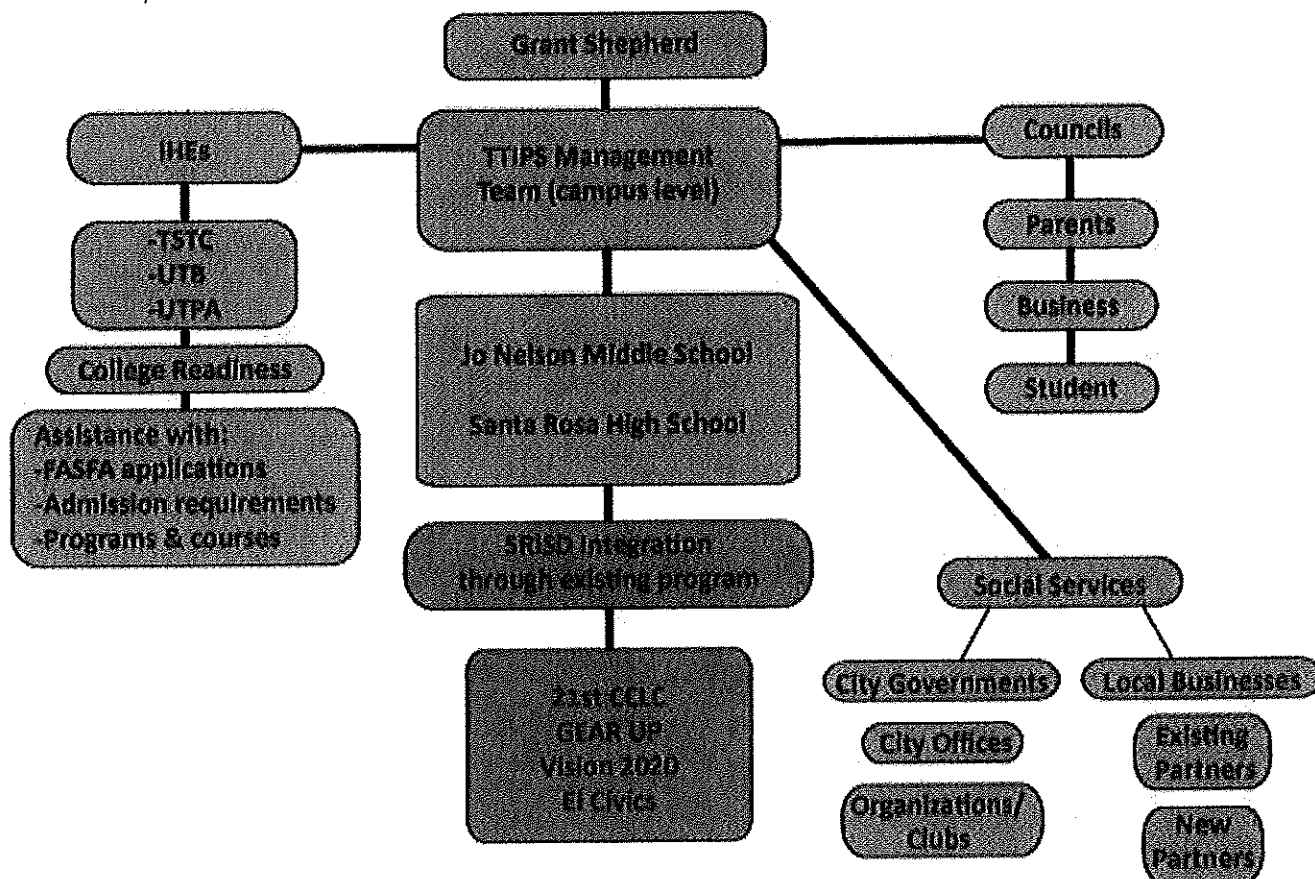 Grant Shepherd
IHEs
TTIPS Management
Team (campus level)
Councils
-TSTC
-UTB
-UTPA
Parents
Business
Student
College Readiness
Jo Nelson Middle School
Santa Rosa High School
Assistance with:
-FASFA applications
-Admission requirements
-Programs & courses
SRISD Integration
through existing program
Social Services
21st CCLC
GEAR UP
Vision 2020
El Civics
City Governments
Local Businesses
City Offices
Existing
Partners
Organizations/
Clubs
New
Partners